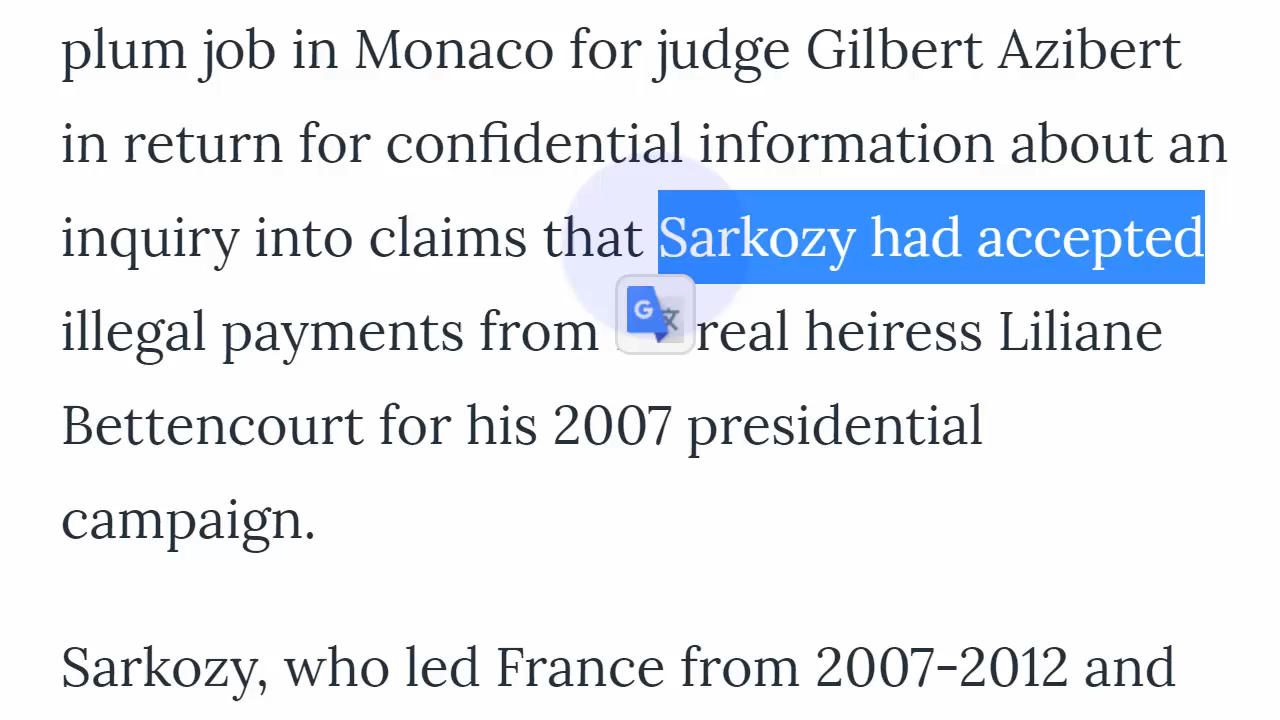 plum job in Monaco for judge Gilbert Azibert
in return for confidential information about an
inquiry into claims that Sarkozy had accepted
illegal payments from real heiress Liliane
Bettencourt for his 2007 presidential
campaign.
Sarkozy, who led France from 2007-2012 and